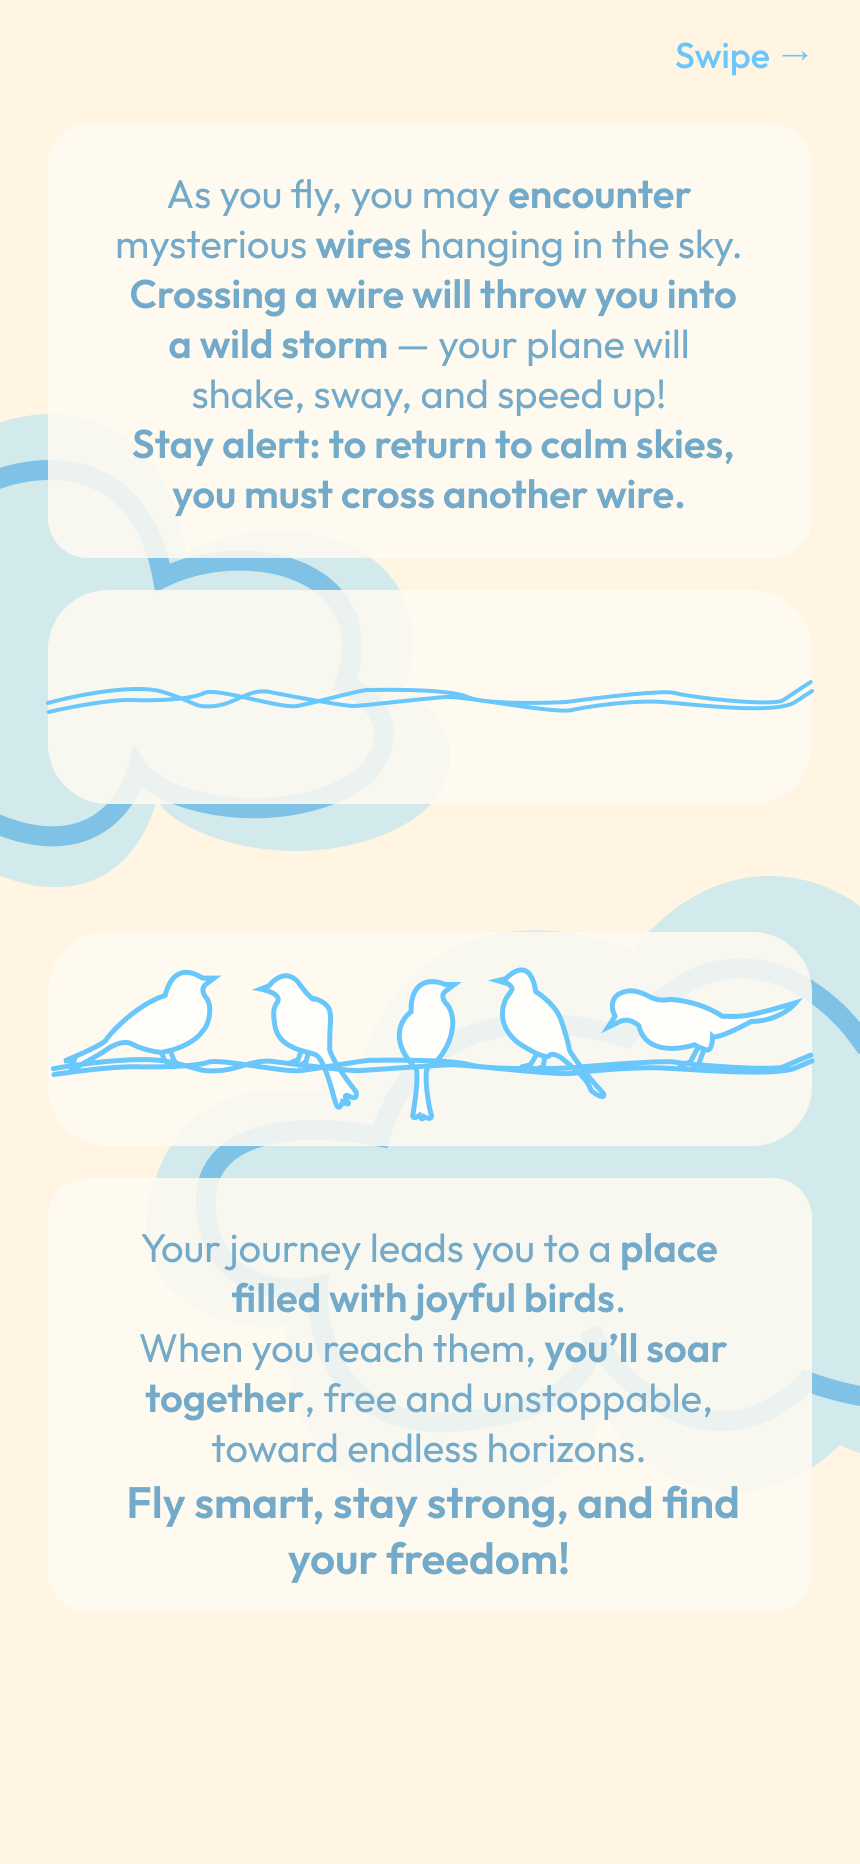 Swipe →
As you fly, you may encounter
mysterious wires hanging in the sky.
Crossing a wire will throw you into
a wild storm — your plane will
shake, sway, and speed up!
Stay alert: to return to calm skies,
you must cross another wire.
Your journey leads you to a place
filled with joyful birds.
When you reach them, you’ll soar
together, free and unstoppable,
toward endless horizons.
Fly smart, stay strong, and find
your freedom!